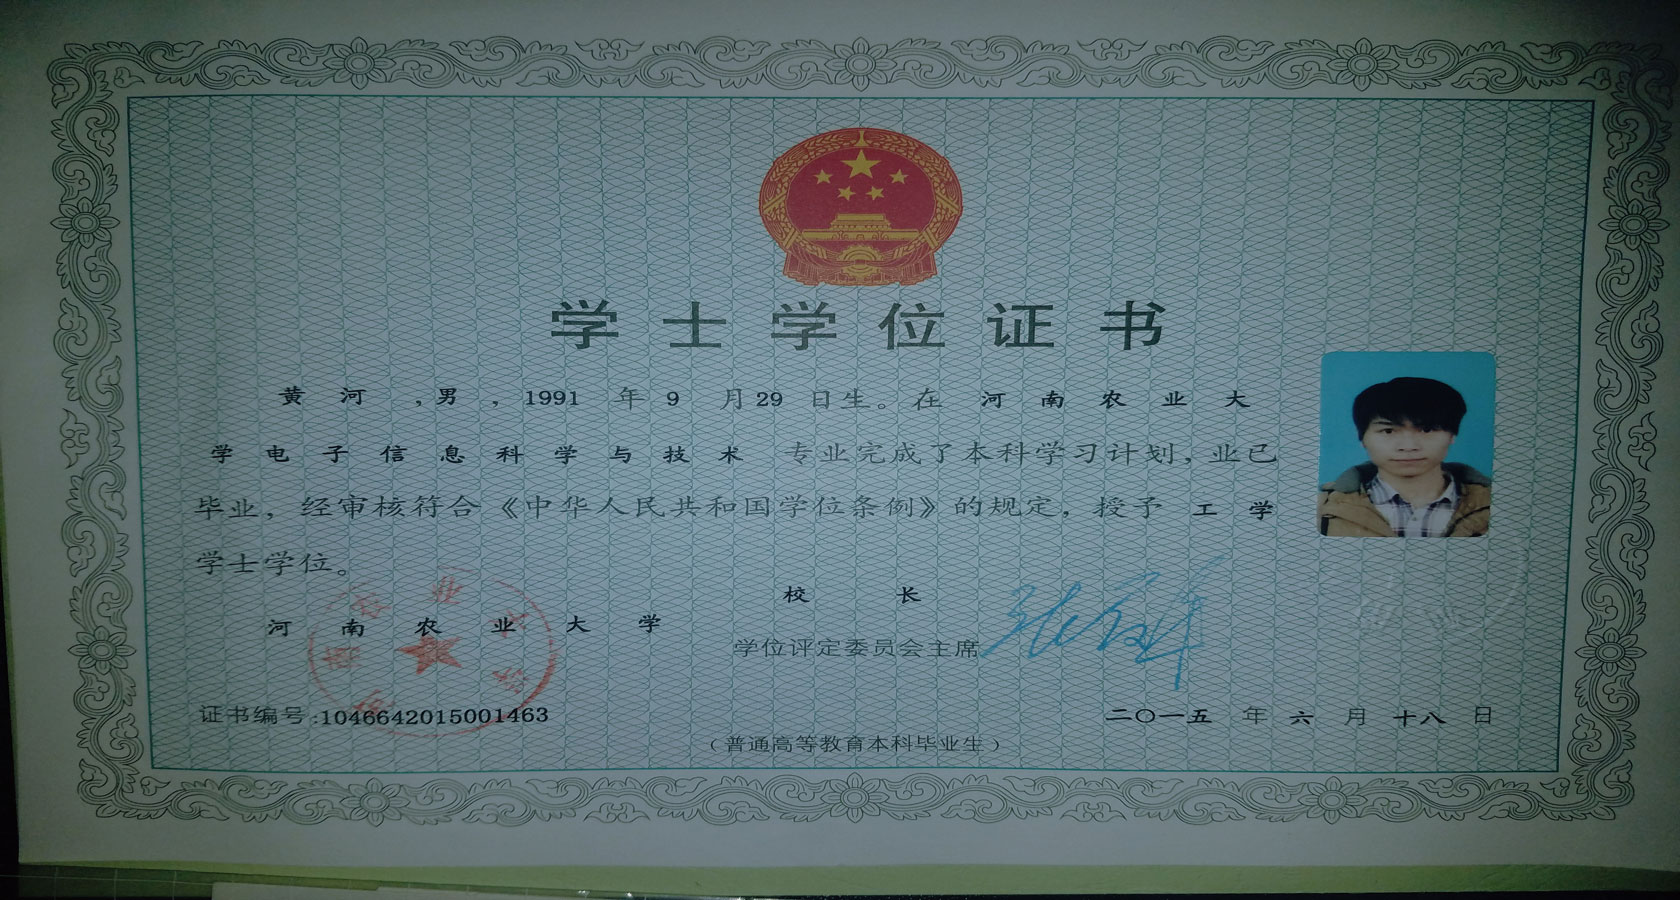 学士学位证书
黄河,男,1991年9月29日生。在河南农业大
学电子信息科学与技术专业完成了本科学习计划,业已
毕业,经审核符合《中华人民共和国学位条例》的规定,授予工学
学士学位。
河南农业大学
校长
学位评定委员会主席
证书编号:1046642015001463
二〇一五年六月十八日
(普通高等教育本科毕业生)